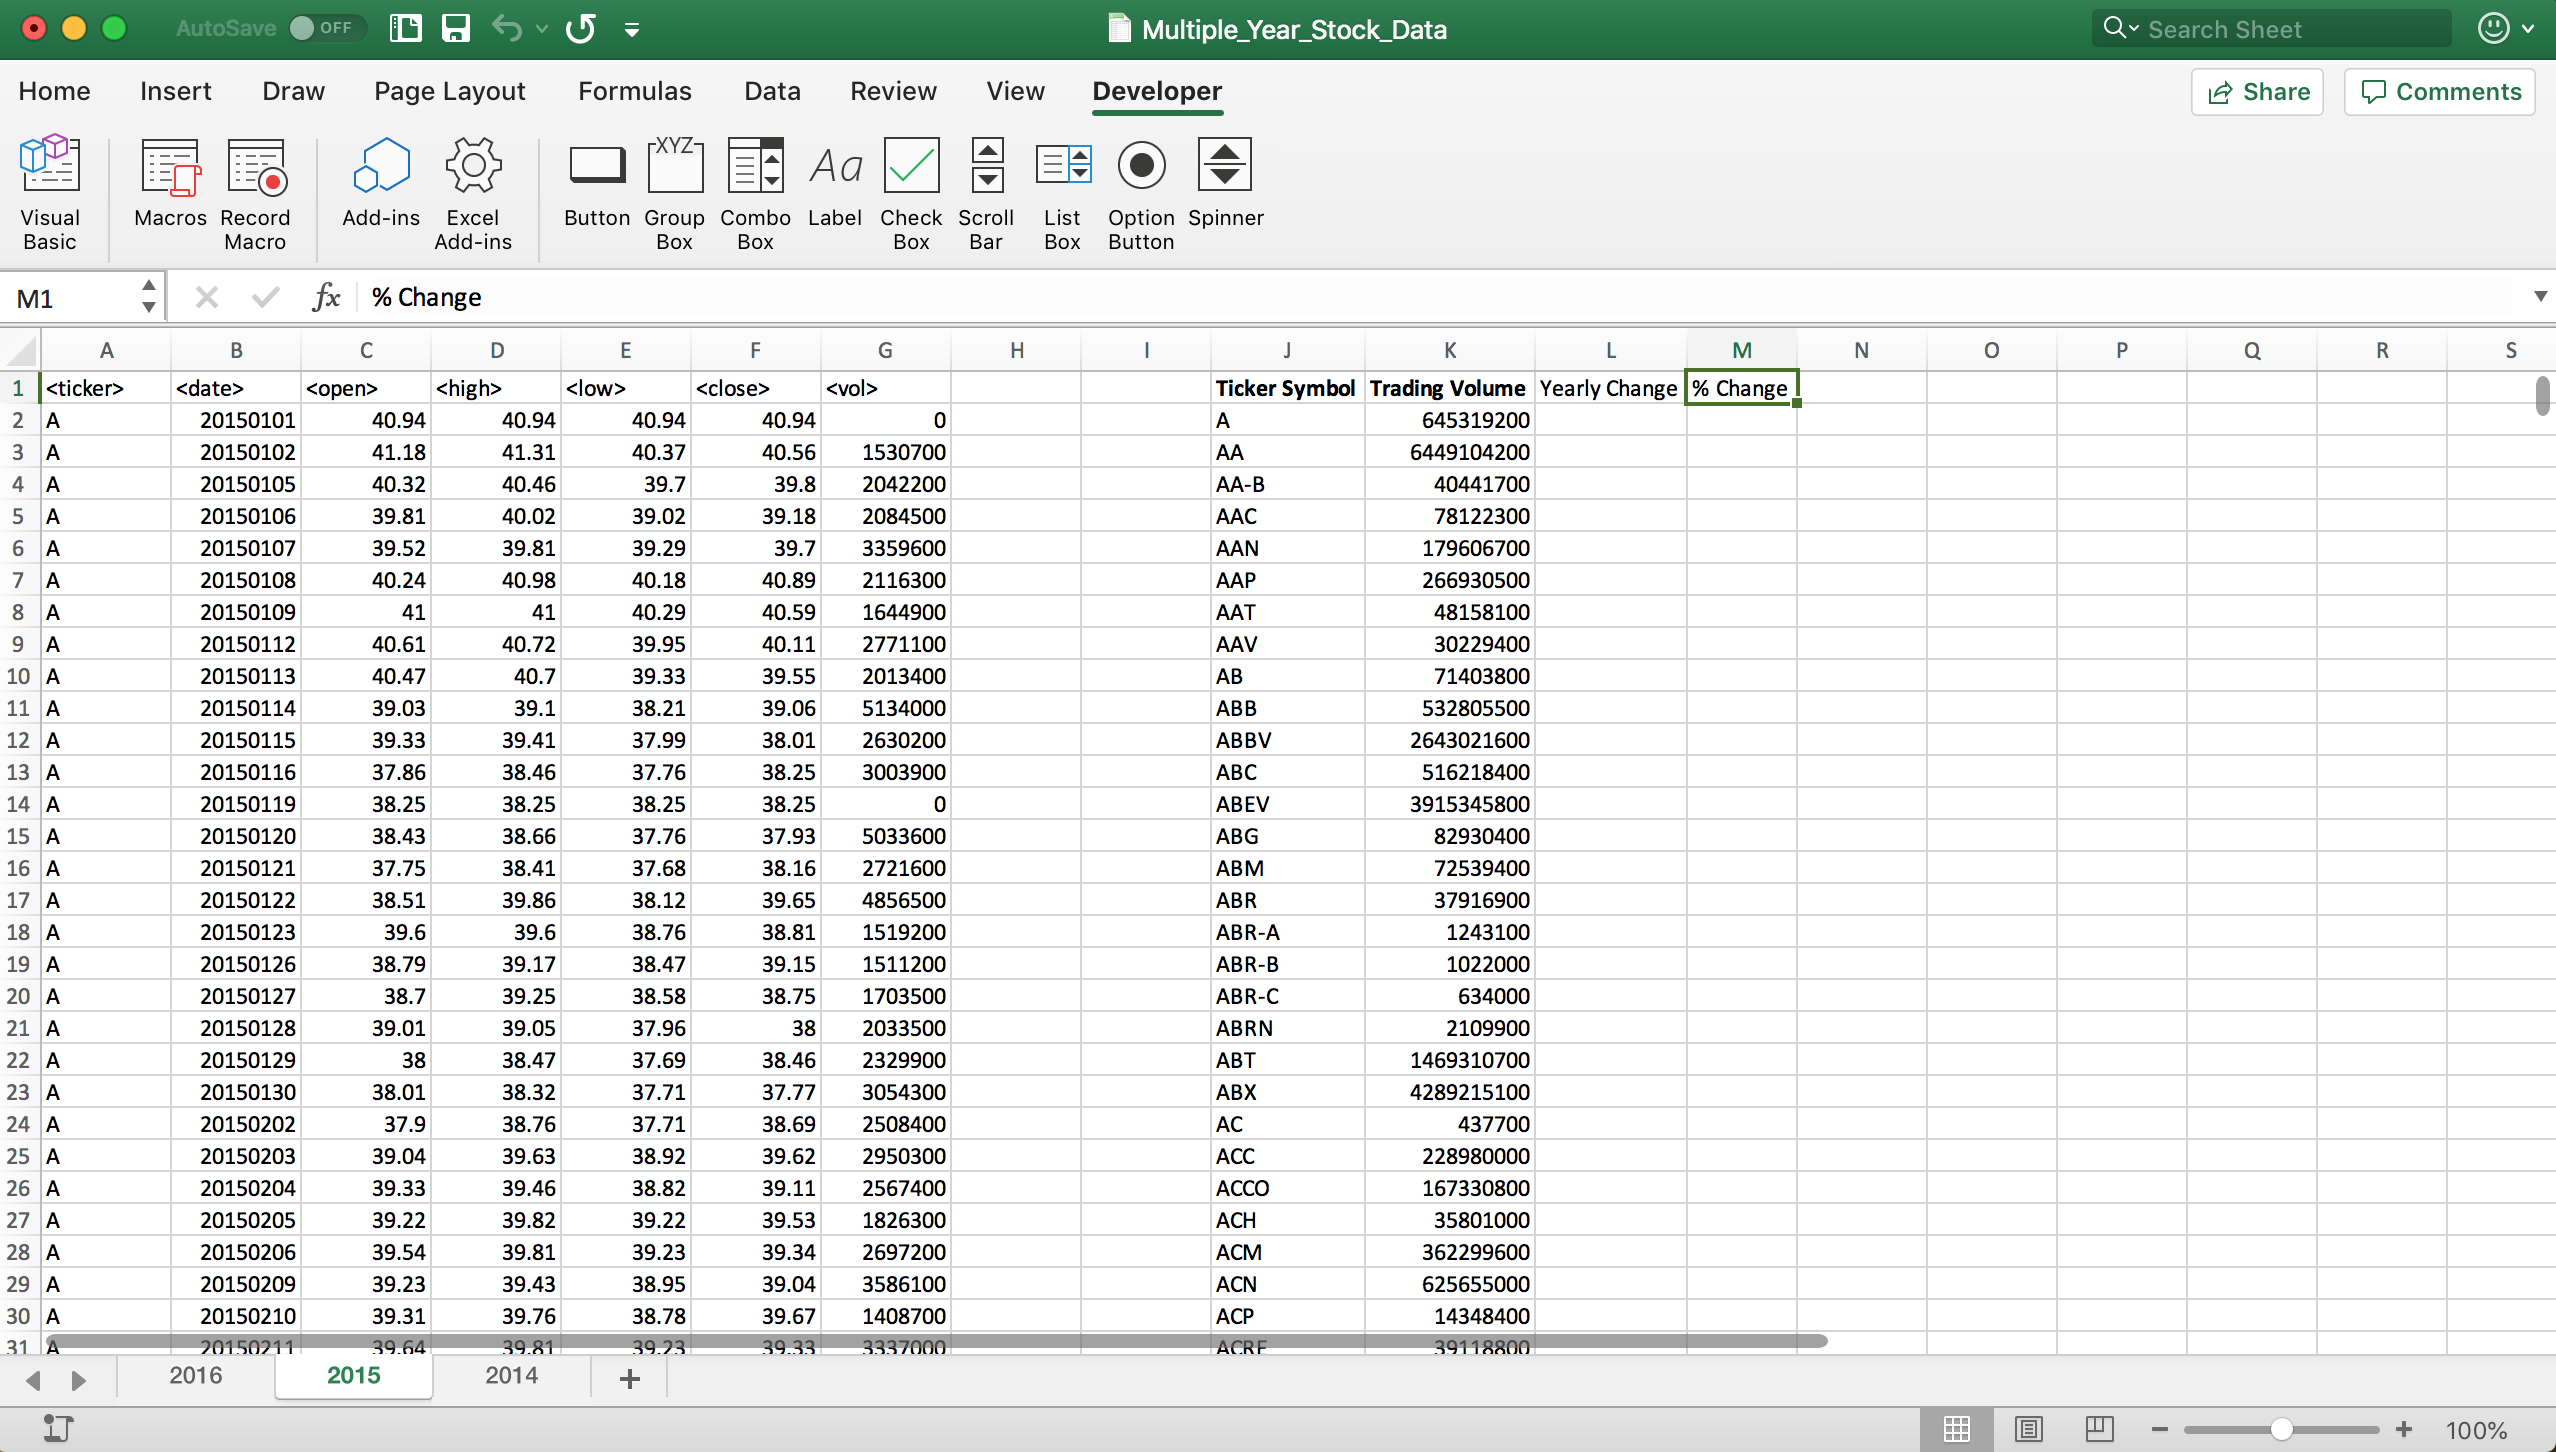 AutoSave OFF Multiple_Year_Stock_Data Search Sheet
Home Insert Draw Page Layout Formulas Data Review View Developer Share Comments
Visual Basic Macros Record Macro Add-ins Excel Add-ins Button Group Box Combo Box Label Check Box Scroll Bar List Box Option Button Spinner
XYZ Aa
M1 fx % Change
A B C D E F G H I J K L M N O P Q R S
1 <ticker> <date> <open> <high> <low> <close> <vol> Ticker Symbol Trading Volume Yearly Change % Change
2 A 20150101 40.94 40.94 40.94 40.94 0 A 645319200
3 A 20150102 41.18 41.31 40.37 40.56 1530700 AA 6449104200
4 A 20150105 40.32 40.46 39.7 39.8 2042200 AA-B 40441700
5 A 20150106 39.81 40.02 39.02 39.18 2084500 AAC 78122300
6 A 20150107 39.52 39.81 39.29 39.7 3359600 AAN 179606700
7 A 20150108 40.24 40.98 40.18 40.89 2116300 AAP 266930500
8 A 20150109 41 41 40.29 40.59 1644900 AAT 48158100
9 A 20150112 40.61 40.72 39.95 40.11 2771100 AAV 30229400
10 A 20150113 40.47 40.7 39.33 39.55 2013400 AB 71403800
11 A 20150114 39.03 39.1 38.21 39.06 5134000 ABB 532805500
12 A 20150115 39.33 39.41 37.99 38.01 2630200 ABBV 2643021600
13 A 20150116 37.86 38.46 37.76 38.25 3003900 ABC 516218400
14 A 20150119 38.25 38.25 38.25 38.25 0 ABEV 3915345800
15 A 20150120 38.43 38.66 37.76 37.93 5033600 ABG 82930400
16 A 20150121 37.75 38.41 37.68 38.16 2721600 ABM 72539400
17 A 20150122 38.51 39.86 38.12 39.65 4856500 ABR 37916900
18 A 20150123 39.6 39.6 38.76 38.81 1519200 ABR-A 1243100
19 A 20150126 38.79 39.17 38.47 39.15 1511200 ABR-B 1022000
20 A 20150127 38.7 39.25 38.58 38.75 1703500 ABR-C 634000
21 A 20150128 39.01 39.05 37.96 38 2033500 ABRN 2109900
22 A 20150129 38 38.47 37.69 38.46 2329900 ABT 1469310700
23 A 20150130 38.01 38.32 37.71 37.77 3054300 ABX 4289215100
24 A 20150202 37.9 38.76 37.71 38.69 2508400 AC 437700
25 A 20150203 39.04 39.63 38.92 39.62 2950300 ACC 228980000
26 A 20150204 39.33 39.46 38.82 39.11 2567400 ACCO 167330800
27 A 20150205 39.22 39.82 39.22 39.53 1826300 ACH 35801000
28 A 20150206 39.54 39.81 39.23 39.34 2697200 ACM 362299600
29 A 20150209 39.23 39.43 38.95 39.04 3586100 ACN 625655000
30 A 20150210 39.31 39.76 38.78 39.67 1408700 ACP 14348400
31 A 20150211 39.64 39.81 39.23 39.33 3337000 ACRE 39118800
2016 2015 2014 +
100%